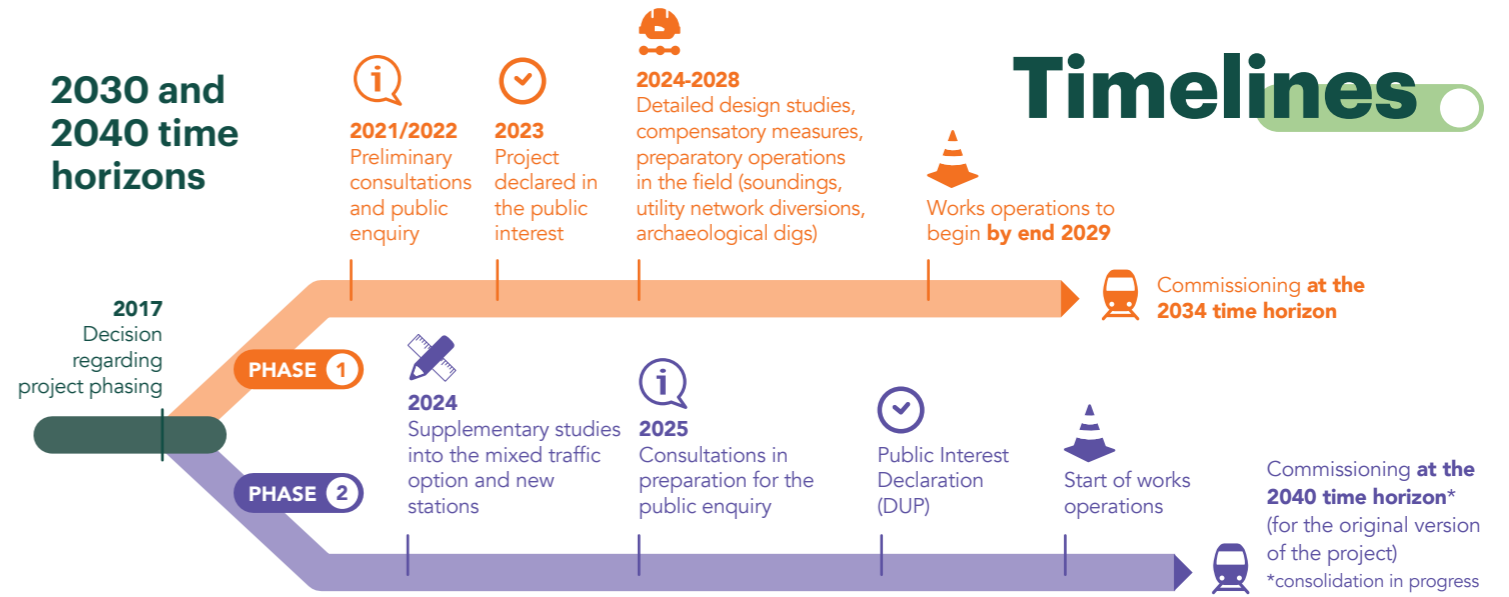 2030 and
2040 time
horizons
Timelines
2017
Decision
regarding
project phasing
PHASE 1
i
2021/2022
Preliminary
consultations
and public
enquiry
2023
Project
declared in
the public
interest
2024-2028
Detailed design studies,
compensatory measures,
preparatory operations
in the field (soundings,
utility network diversions,
archaeological digs)
Works operations to
begin by end 2029
Commissioning at the
2034 time horizon
PHASE 2
2024
Supplementary studies
into the mixed traffic
option and new
stations
i
2025
Consultations in
preparation for the
public enquiry
Public Interest
Declaration
(DUP)
Start of works
operations
Commissioning at the
2040 time horizon*
(for the original version
of the project)
*consolidation in progress